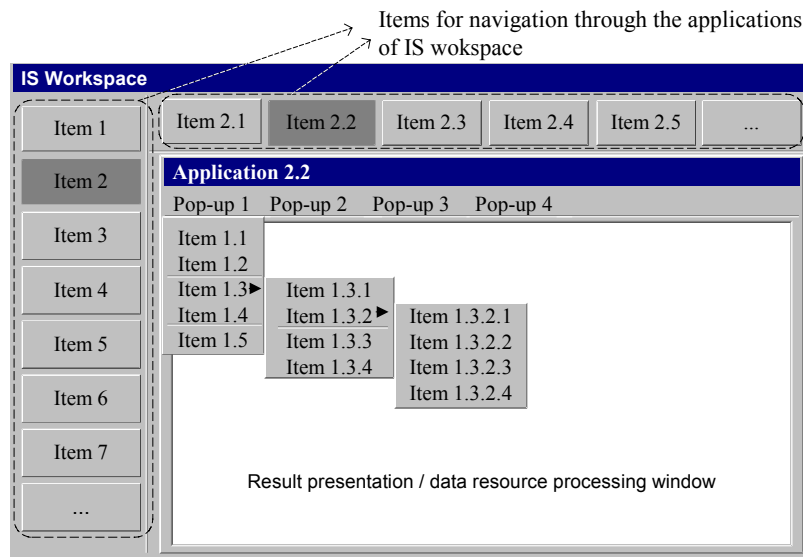 Items for navigation through the applications
of IS wokspace
IS Workspace
Item 1
Item 2
Item 3
Item 4
Item 5
Item 6
Item 7
...
Item 2.1 Item 2.2 Item 2.3 Item 2.4 Item 2.5 ...
Application 2.2
Pop-up 1 Pop-up 2 Pop-up 3 Pop-up 4
Item 1.1
Item 1.2
Item 1.3
Item 1.4
Item 1.5
Item 1.3.1
Item 1.3.2
Item 1.3.3
Item 1.3.4
Item 1.3.2.1
Item 1.3.2.2
Item 1.3.2.3
Item 1.3.2.4
Result presentation / data resource processing window